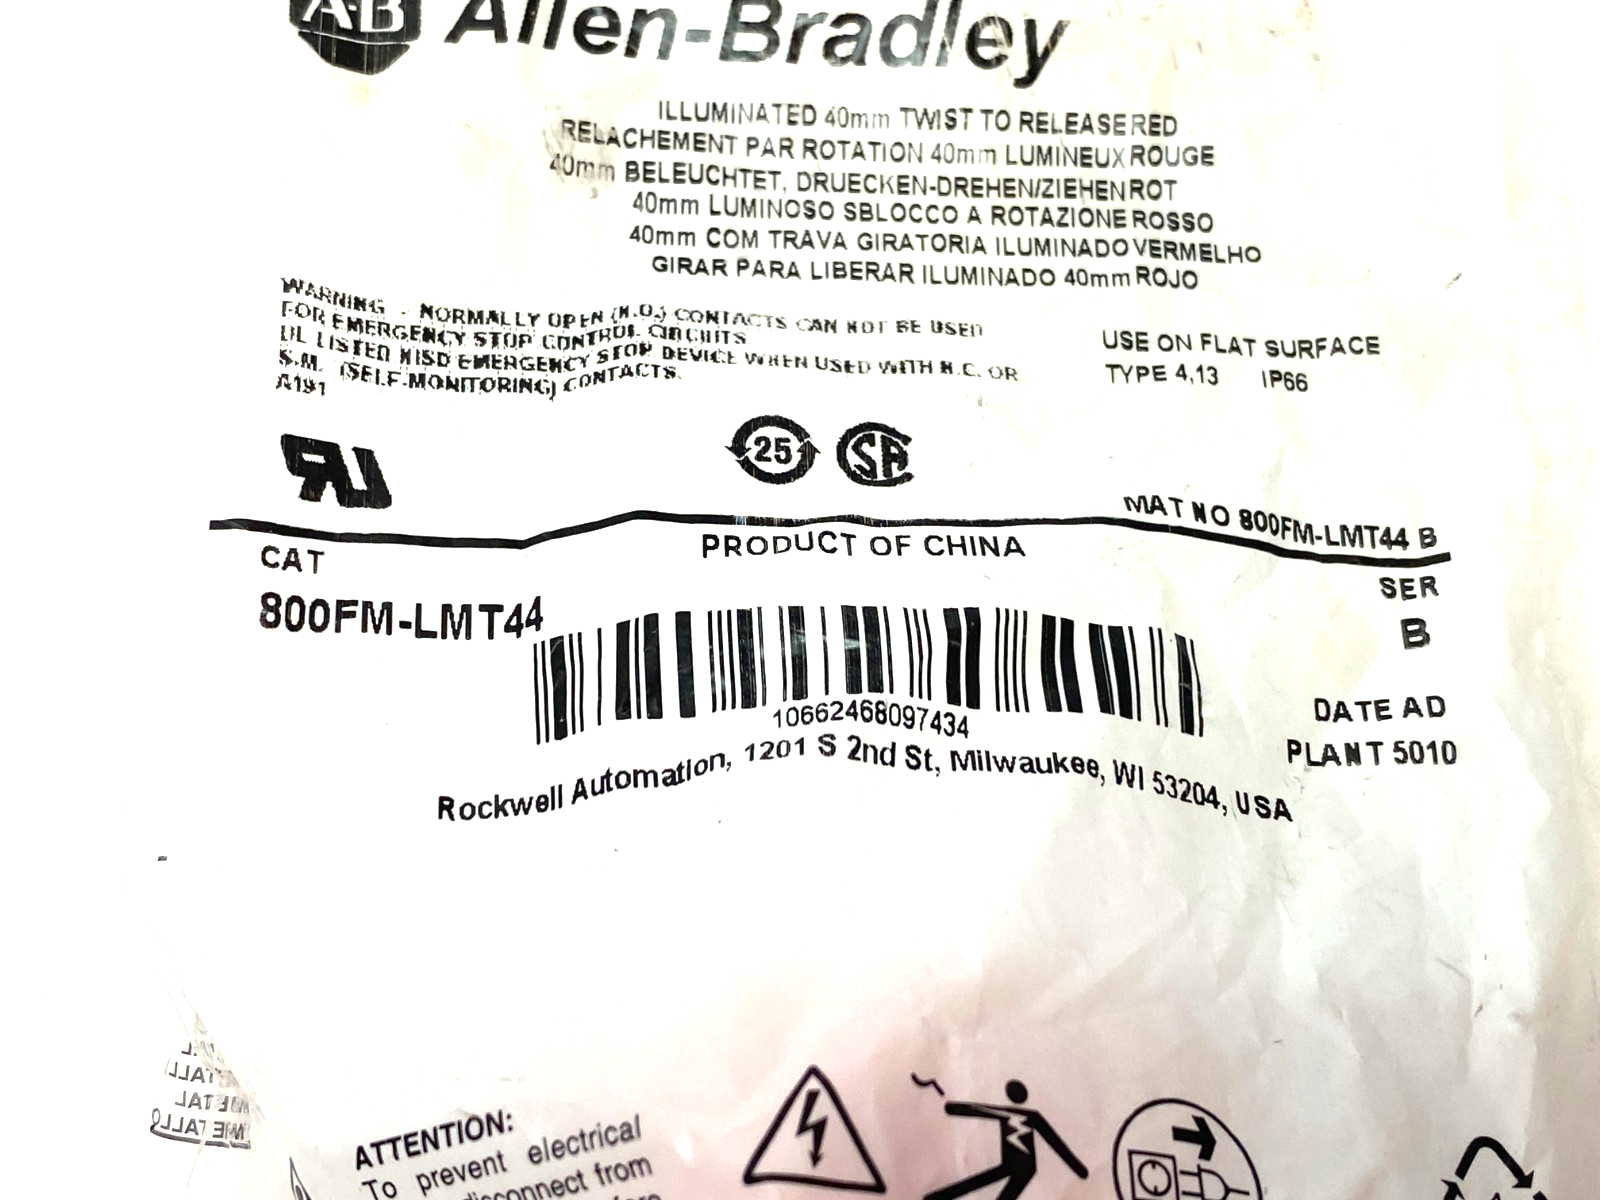 A-B Allen-Bradley
ILLUMINATED 40mm TWIST TO RELEASE RED
RELACHEMENT PAR ROTATION 40mm LUMINEUX ROUGE
40mm BELEUCHTET, DRUECKEN-DREHEN/ZIEHEN ROT
40mm LUMINOSO SBLOCCO A ROTAZIONE ROSSO
40mm COM TRAVA GIRATORIA ILUMINADO VERMELHO
GIRAR PARA LIBERAR ILUMINADO 40mm ROJO
WARNING - NORMALLY OPEN (N.O.) CONTACTS CAN NOT BE USED
FOR EMERGENCY STOP CONTROL CIRCUITS
UL LISTED NISD EMERGENCY STOP DEVICE WHEN USED WITH N.C. OR
S.M. (SELF-MONITORING) CONTACTS.
A191
USE ON FLAT SURFACE
TYPE 4,13 IP66
25
MAT NO 800FM-LMT44 B
PRODUCT OF CHINA
CAT
800FM-LMT44
SER
B
10662468097434
DATE AD
PLANT 5010
Rockwell Automation, 1201 S 2nd St, Milwaukee, WI 53204, USA
METAL
METALLO
ATTENTION:
To prevent electrical
disconnect from